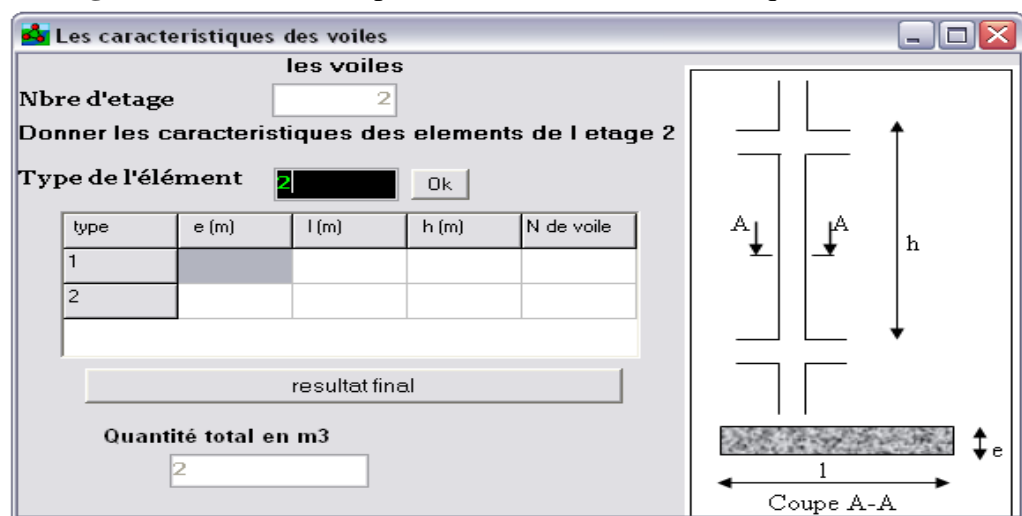 Les caracteristiques des voiles
les voiles
Nbre d'etage 2
Donner les caracteristiques des elements de l etage 2
Type de l'élément 2 Ok
type e (m) l (m) h (m) N de voile
1
2
resultat final
Quantité total en m3
2
A A
h
e
l
Coupe A-A